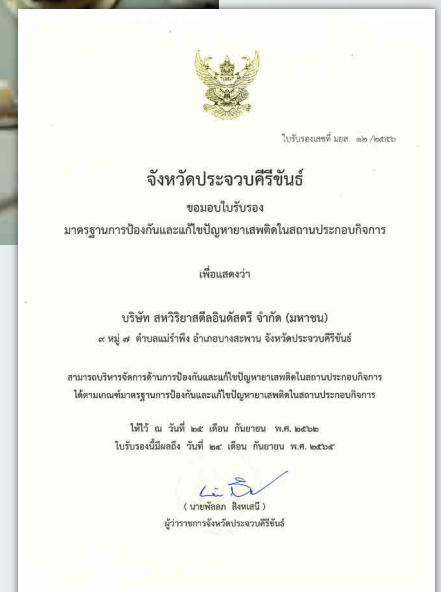 ใบรับรองเลขที่ มยส. ๑๒ /๒๕๕๖
จังหวัดประจวบคีรีขันธ์
ขอมอบใบรับรอง
มาตรฐานการป้องกันและแก้ไขปัญหายาเสพติดในสถานประกอบกิจการ
เพื่อแสดงว่า
บริษัท สหวิริยาสตีลอินดัสตรี จำกัด (มหาชน)
๙ หมู่ ๗ ตำบลแม่รำพึง อำเภอบางสะพาน จังหวัดประจวบคีรีขันธ์
สามารถบริหารจัดการด้านการป้องกันและแก้ไขปัญหายาเสพติดในสถานประกอบกิจการ
ได้ตามเกณฑ์มาตรฐานการป้องกันและแก้ไขปัญหายาเสพติดในสถานประกอบกิจการ
ให้ไว้ ณ วันที่ ๒๕ เดือน กันยายน พ.ศ. ๒๕๖๒
ใบรับรองนี้มีผลถึง วันที่ ๒๔ เดือน กันยายน พ.ศ. ๒๕๖๔
( นายพัลลภ สิงหเสนี )
ผู้ว่าราชการจังหวัดประจวบคีรีขันธ์